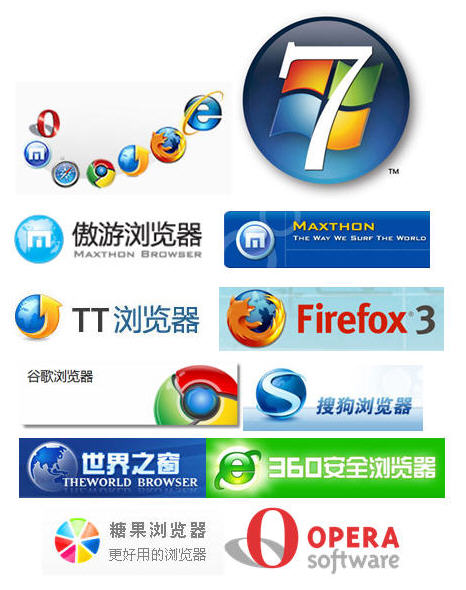 7
TM
傲游浏览器
MAXTHON BROWSER
MAXTHON
THE WAY WE SURF THE WORLD
TT浏览器
Firefox® 3
谷歌浏览器
搜狗浏览器
世界之窗
THEWORLD BROWSER
360安全浏览器
糖果浏览器
更好用的浏览器
OPERA
software